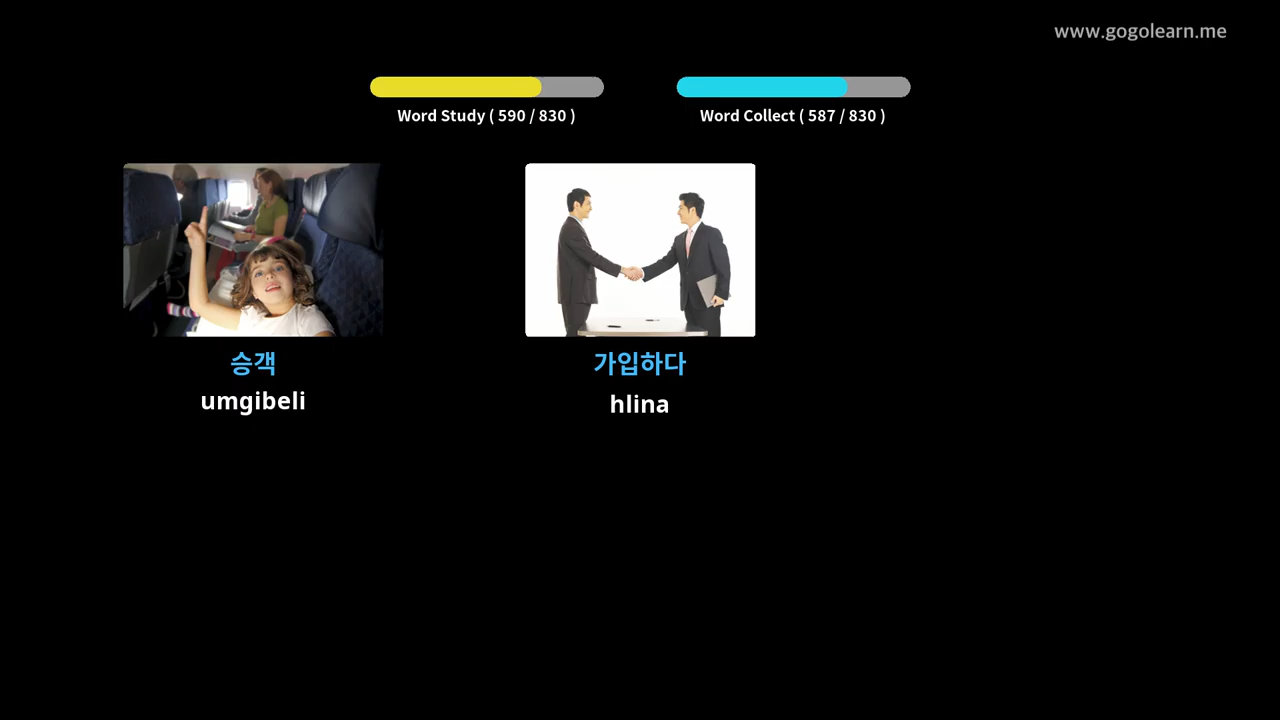 www.gogolearn.me
Word Study ( 590 / 830 )
Word Collect ( 587 / 830 )
승객
umgibeli
가입하다
hlina